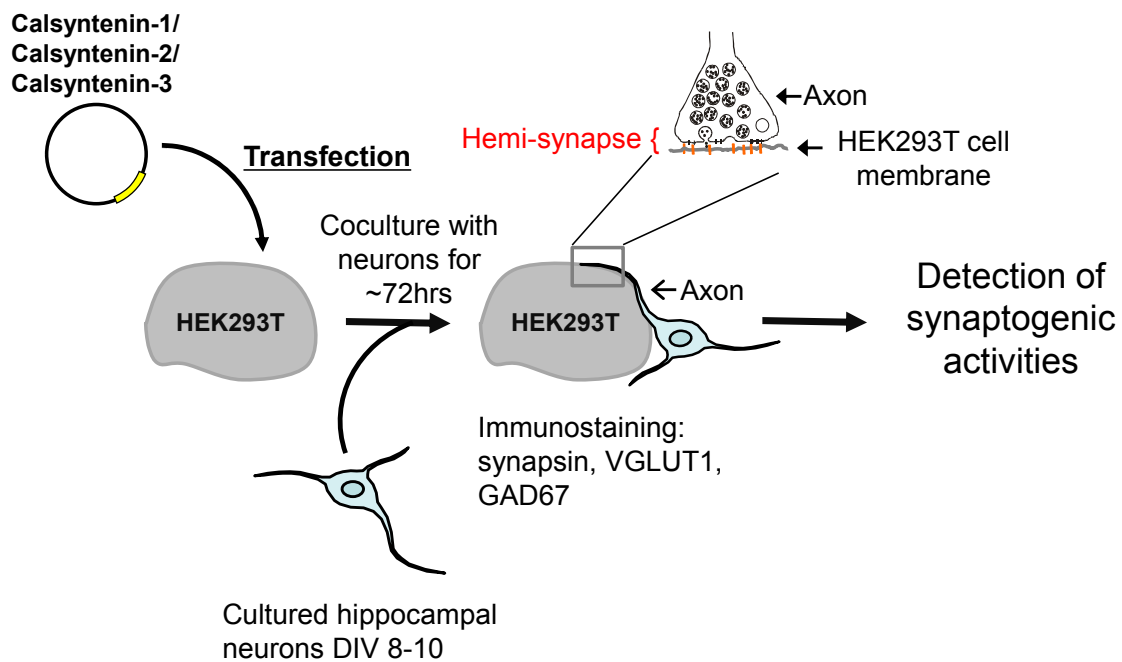 Calsyntenin-1/
Calsyntenin-2/
Calsyntenin-3
Transfection
HEK293T
Coculture with
neurons for
~72hrs
Cultured hippocampal
neurons DIV 8-10
Hemi-synapse {
Axon
HEK293T cell
membrane
HEK293T
Axon
Immunostaining:
synapsin, VGLUT1,
GAD67
Detection of
synaptogenic
activities